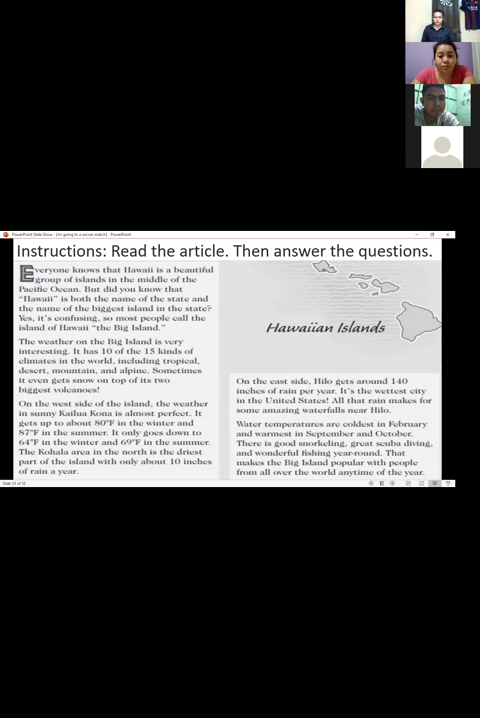 PowerPoint Slide Show - [Im going to a soccer match] - PowerPoint
Instructions: Read the article. Then answer the questions.
Everyone knows that Hawaii is a beautiful
group of islands in the middle of the
Pacific Ocean. But did you know that
"Hawaii" is both the name of the state and
the name of the biggest island in the state?
Yes, it's confusing, so most people call the
island of Hawaii "the Big Island."
The weather on the Big Island is very
interesting. It has 10 of the 15 kinds of
climates in the world, including tropical,
desert, mountain, and alpine. Sometimes
it even gets snow on top of its two
biggest volcanoes!
On the west side of the island, the weather
in sunny Kailua Kona is almost perfect. It
gets up to about 80°F in the winter and
87°F in the summer. It only goes down to
64°F in the winter and 69°F in the summer.
The Kohala area in the north is the driest
part of the island with only about 10 inches
of rain a year.
Hawaiian Islands
On the east side, Hilo gets around 140
inches of rain per year. It's the wettest city
in the United States! All that rain makes for
some amazing waterfalls near Hilo.
Water temperatures are coldest in February
and warmest in September and October.
There is good snorkeling, great scuba diving,
and wonderful fishing year-round. That
makes the Big Island popular with people
from all over the world anytime of the year.